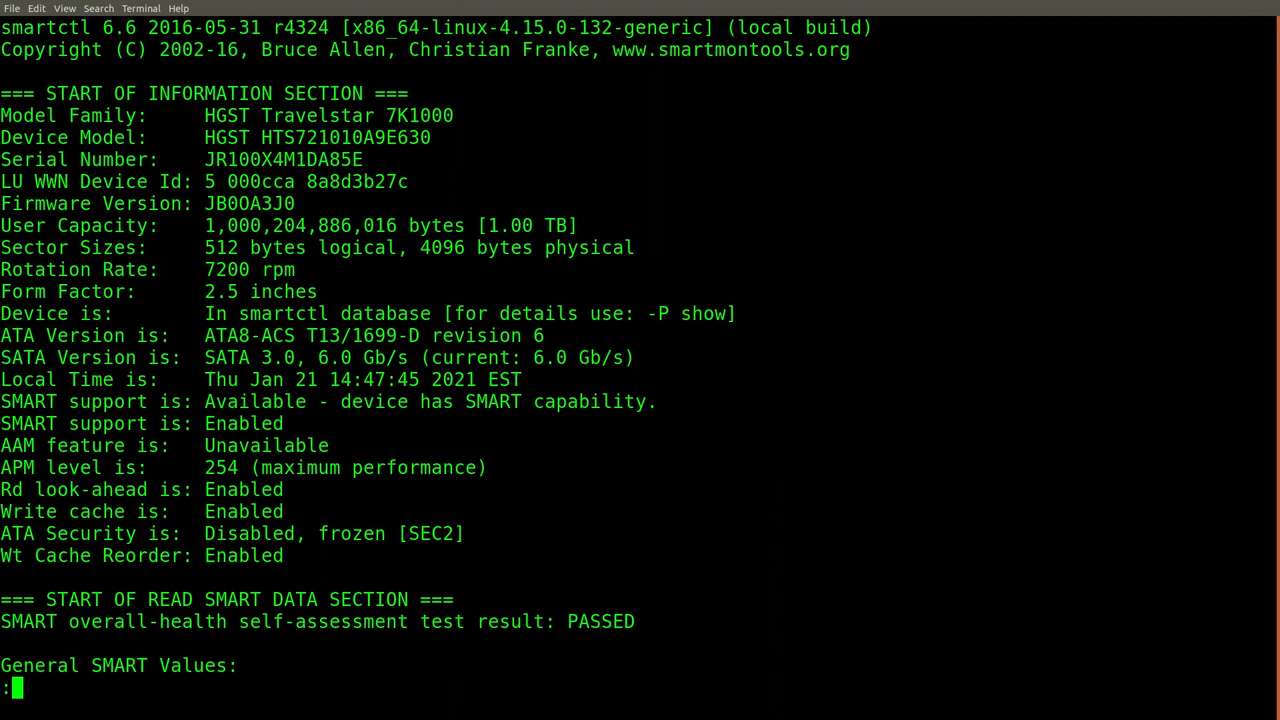 File Edit View Search Terminal Help
smartctl 6.6 2016-05-31 r4324 [x86_64-linux-4.15.0-132-generic] (local build)
Copyright (C) 2002-16, Bruce Allen, Christian Franke, www.smartmontools.org
=== START OF INFORMATION SECTION ===
Model Family:     HGST Travelstar 7K1000
Device Model:     HGST HTS721010A9E630
Serial Number:    JR100X4M1DA85E
LU WWN Device Id: 5 000cca 8a8d3b27c
Firmware Version: JB0OA3J0
User Capacity:    1,000,204,886,016 bytes [1.00 TB]
Sector Sizes:     512 bytes logical, 4096 bytes physical
Rotation Rate:    7200 rpm
Form Factor:      2.5 inches
Device is:        In smartctl database [for details use: -P show]
ATA Version is:   ATA8-ACS T13/1699-D revision 6
SATA Version is:  SATA 3.0, 6.0 Gb/s (current: 6.0 Gb/s)
Local Time is:    Thu Jan 21 14:47:45 2021 EST
SMART support is: Available - device has SMART capability.
SMART support is: Enabled
AAM feature is:   Unavailable
APM level is:     254 (maximum performance)
Rd look-ahead is: Enabled
Write cache is:   Enabled
ATA Security is:  Disabled, frozen [SEC2]
Wt Cache Reorder: Enabled
=== START OF READ SMART DATA SECTION ===
SMART overall-health self-assessment test result: PASSED
General SMART Values:
: